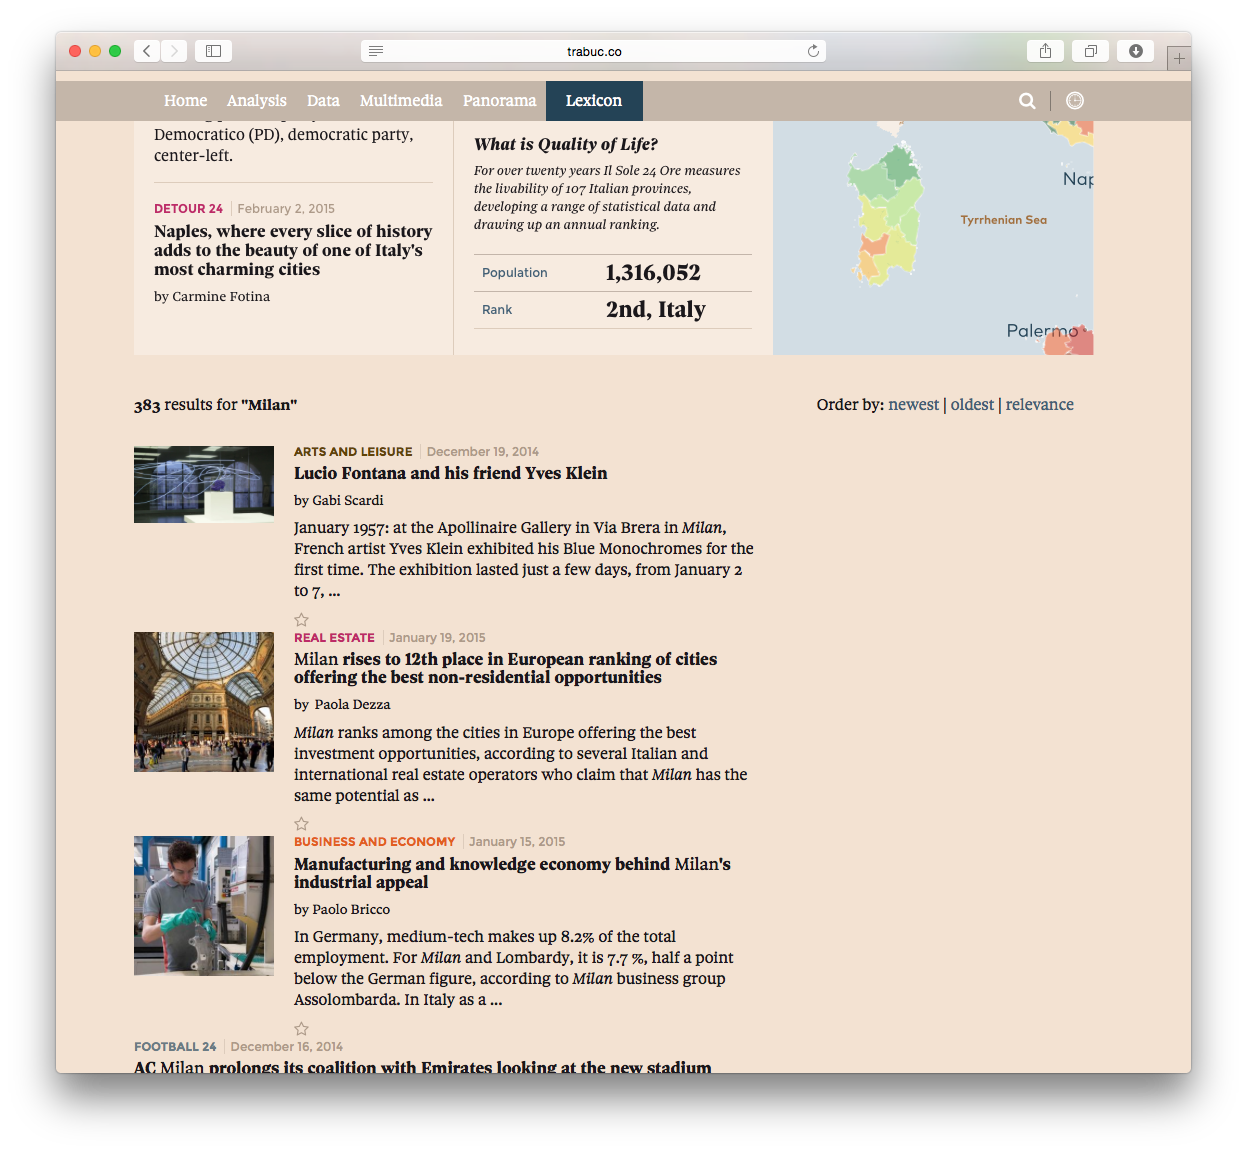 trabuc.co
Home Analysis Data Multimedia Panorama Lexicon
Democratico (PD), democratic party,
center-left.
DETOUR 24 | February 2, 2015
Naples, where every slice of history
adds to the beauty of one of Italy's
most charming cities
by Carmine Fotina
What is Quality of Life?
For over twenty years Il Sole 24 Ore measures
the livability of 107 Italian provinces,
developing a range of statistical data and
drawing up an annual ranking.
Population 1,316,052
Rank 2nd, Italy
Nap
Tyrrhenian Sea
Palermo
383 results for "Milan"
Order by: newest | oldest | relevance
ARTS AND LEISURE | December 19, 2014
Lucio Fontana and his friend Yves Klein
by Gabi Scardi
January 1957: at the Apollinaire Gallery in Via Brera in Milan,
French artist Yves Klein exhibited his Blue Monochromes for the
first time. The exhibition lasted just a few days, from January 2
to 7, ...
REAL ESTATE | January 19, 2015
Milan rises to 12th place in European ranking of cities
offering the best non-residential opportunities
by Paola Dezza
Milan ranks among the cities in Europe offering the best
investment opportunities, according to several Italian and
international real estate operators who claim that Milan has the
same potential as ...
BUSINESS AND ECONOMY | January 15, 2015
Manufacturing and knowledge economy behind Milan's
industrial appeal
by Paolo Bricco
In Germany, medium-tech makes up 8.2% of the total
employment. For Milan and Lombardy, it is 7.7 %, half a point
below the German figure, according to Milan business group
Assolombarda. In Italy as a ...
FOOTBALL 24 | December 16, 2014
AC Milan prolongs its coalition with Emirates looking at the new stadium